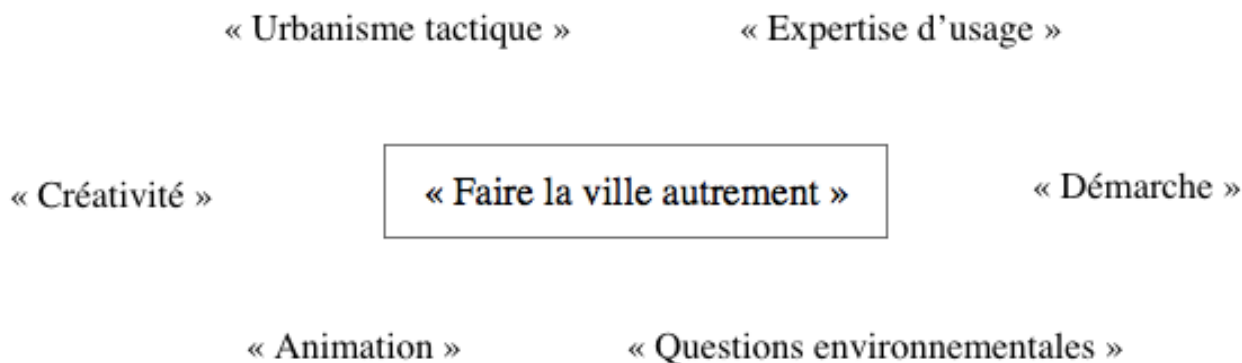 « Urbanisme tactique » « Expertise d’usage »
« Créativité » « Faire la ville autrement » « Démarche »
« Animation » « Questions environnementales »